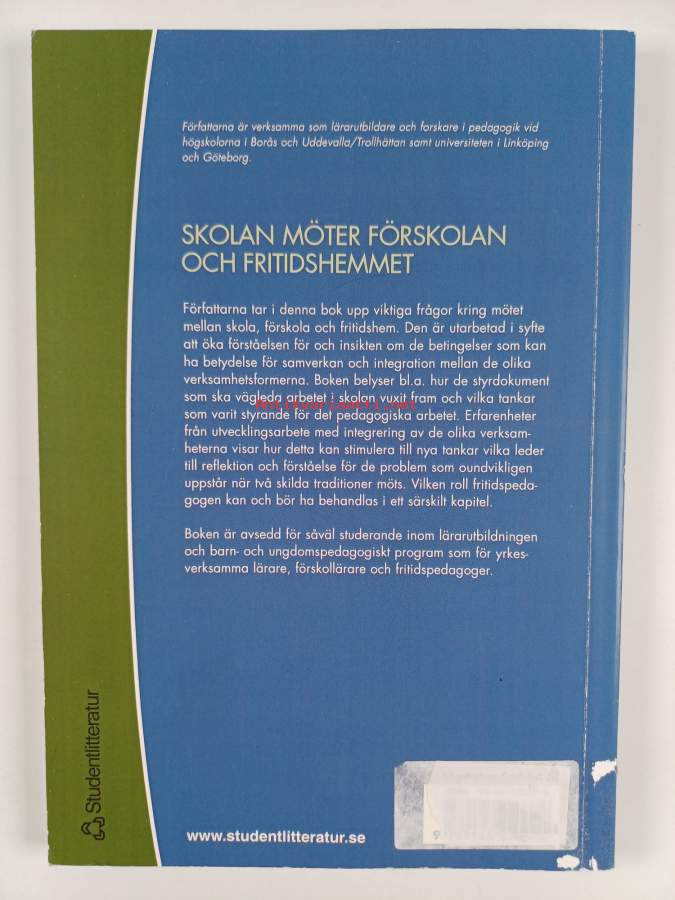 Författarna är verksamma som lärarutbildare och forskare i pedagogik vid
högskolorna i Borås och Uddevalla/Trollhättan samt universiteten i Linköping
och Göteborg.
SKOLAN MÖTER FÖRSKOLAN
OCH FRITIDSHEMMET
Författarna tar i denna bok upp viktiga frågor kring mötet
mellan skola, förskola och fritidshem. Den är utarbetad i syfte
att öka förståelsen för och insikten om de betingelser som kan
ha betydelse för samverkan och integration mellan de olika
verksamhetsformerna. Boken belyser bl.a. hur de styrdokument
som ska vägleda arbetet i skolan vuxit fram och vilka tankar
som varit styrande för det pedagogiska arbetet. Erfarenheter
från utvecklingsarbete med integrering av de olika verksam-
heterna visar hur detta kan stimulera till nya tankar vilka leder
till reflektion och förståelse för de problem som oundvikligen
uppstår när två skilda traditioner möts. Vilken roll fritidspeda-
gogen kan och bör ha behandlas i ett särskilt kapitel.
Boken är avsedd för såväl studerande inom lärarutbildningen
och barn- och ungdomspedagogiskt program som för yrkes-
verksamma lärare, förskollärare och fritidspedagoger.
Studentlitteratur
www.studentlitteratur.se